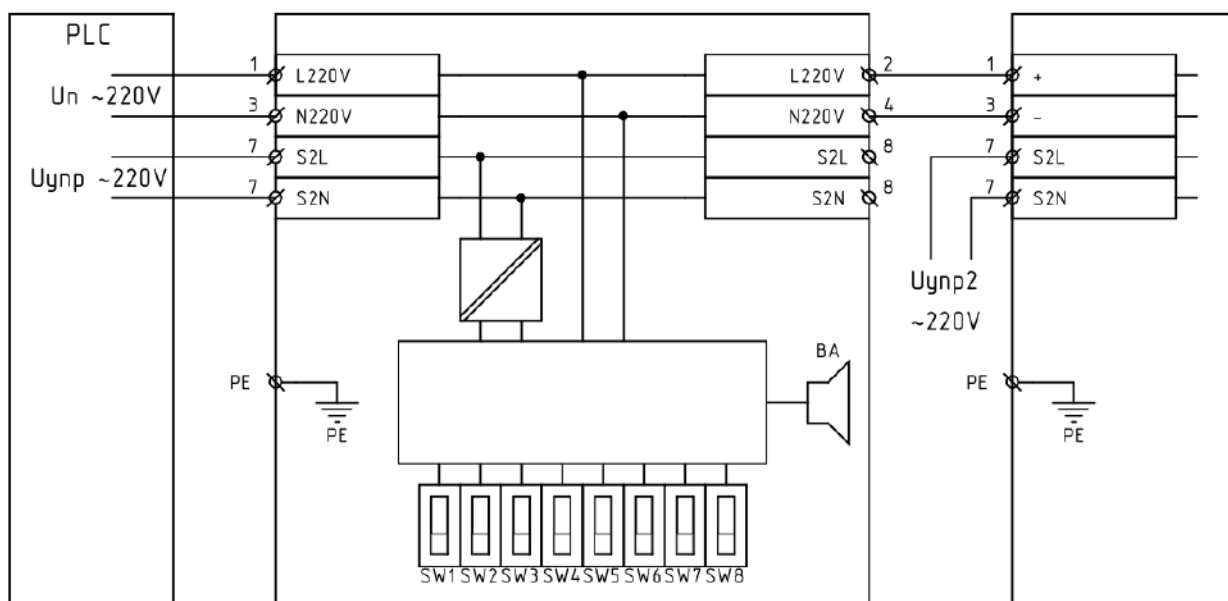 PLC
1 L220V L220V 2 1 +
Un ~220V
3 N220V N220V 4 3 -
7 S2L S2L 8 7 S2L
Uynp ~220V
7 S2N S2N 8 7 S2N
Uynp2
~220V
BA
PE PE
PE PE
SW1 SW2 SW3 SW4 SW5 SW6 SW7 SW8